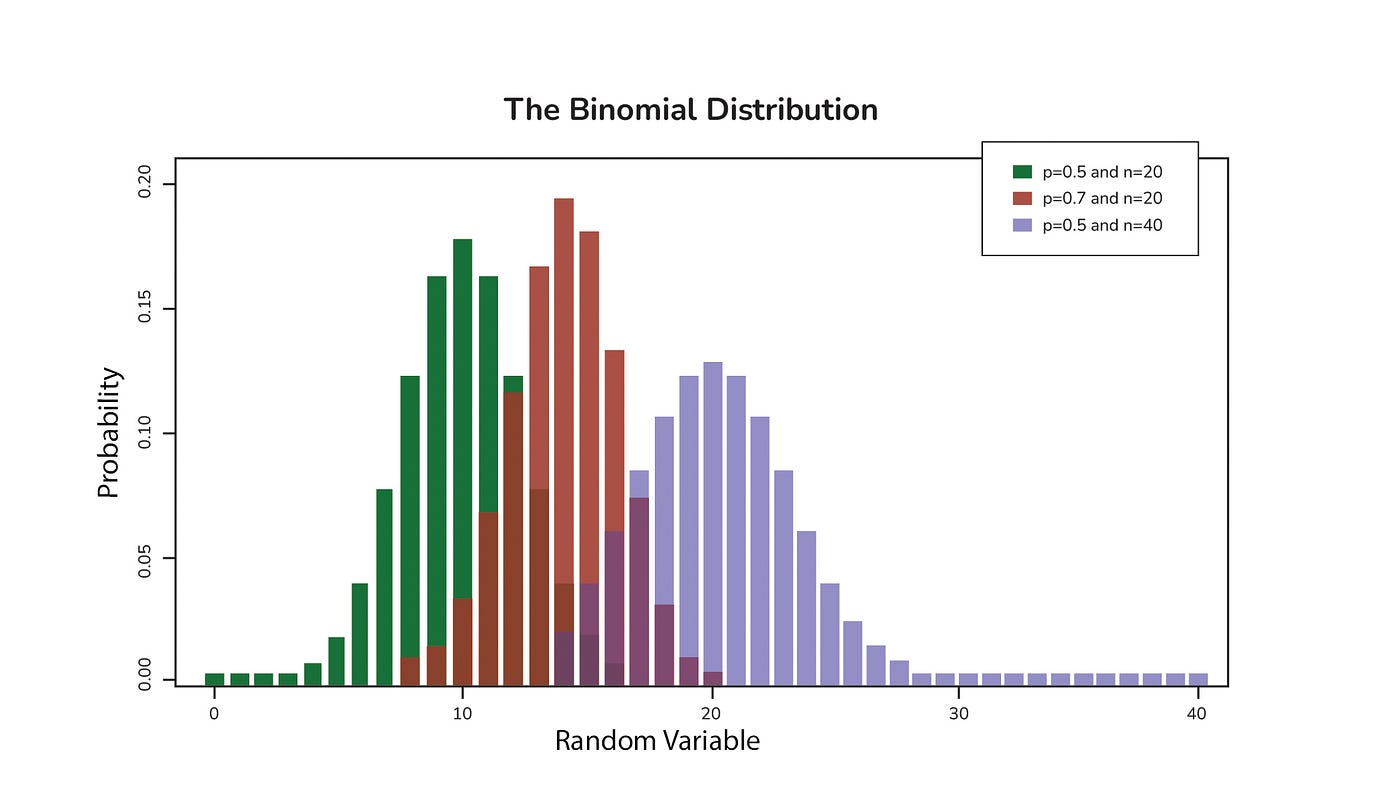 The Binomial Distribution
p=0.5 and n=20
p=0.7 and n=20
p=0.5 and n=40
Probability
0.20
0.15
0.10
0.05
0.00
0 10 20 30 40
Random Variable